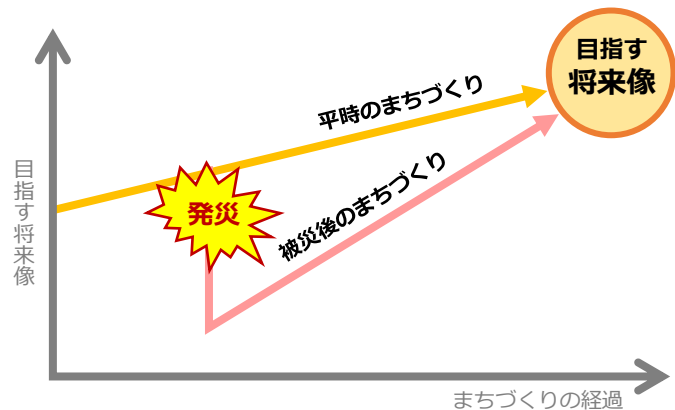 目指す
将来像
平時のまちづくり
発災
被災後のまちづくり
目指す将来像
まちづくりの経過